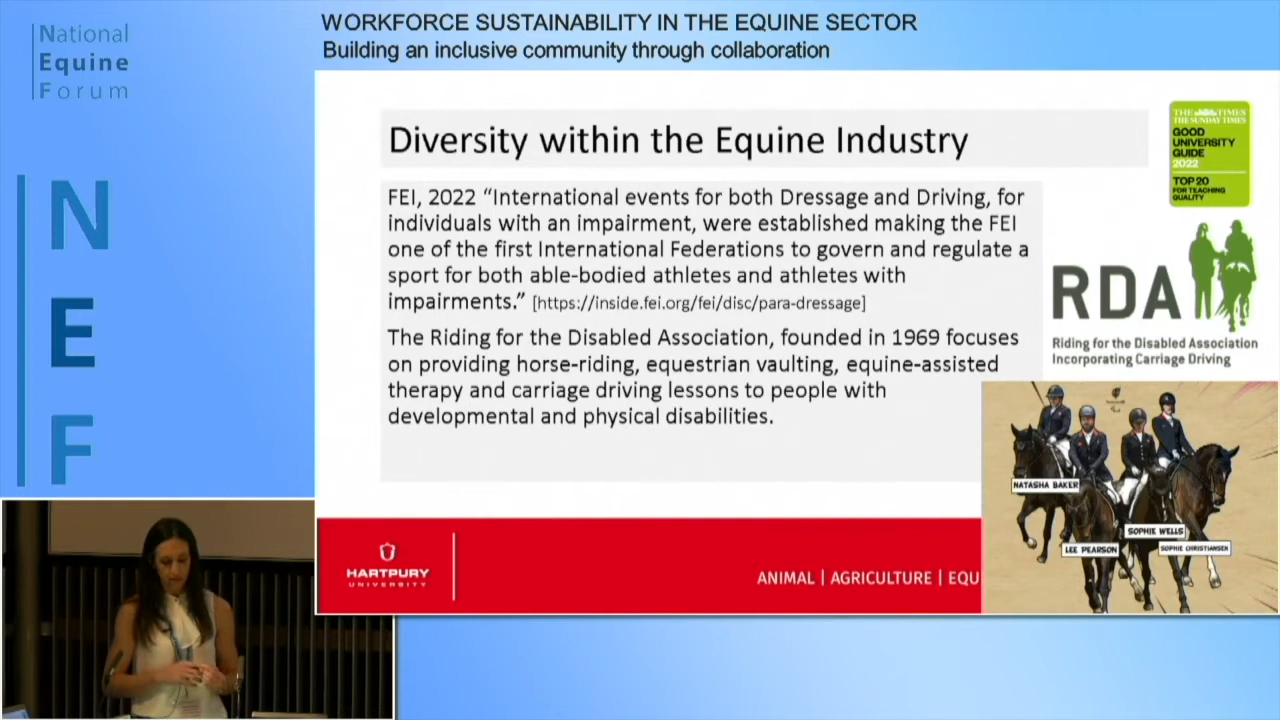 National
Equine
Forum
WORKFORCE SUSTAINABILITY IN THE EQUINE SECTOR
Building an inclusive community through collaboration
N
E
F
Diversity within the Equine Industry
FEI, 2022 “International events for both Dressage and Driving, for
individuals with an impairment, were established making the FEI
one of the first International Federations to govern and regulate a
sport for both able-bodied athletes and athletes with
impairments.” [https://inside.fei.org/fei/disc/para-dressage]
The Riding for the Disabled Association, founded in 1969 focuses
on providing horse-riding, equestrian vaulting, equine-assisted
therapy and carriage driving lessons to people with
developmental and physical disabilities.
THE TIMES
THE SUNDAY TIMES
GOOD
UNIVERSITY
GUIDE
2022
TOP 20
FOR TEACHING
QUALITY
RDA
Riding for the Disabled Association
Incorporating Carriage Driving
NATASHA BAKER
LEE PEARSON
SOPHIE WELLS
SOPHIE CHRISTIANSEN
HARTPURY
UNIVERSITY
ANIMAL | AGRICULTURE | EQU